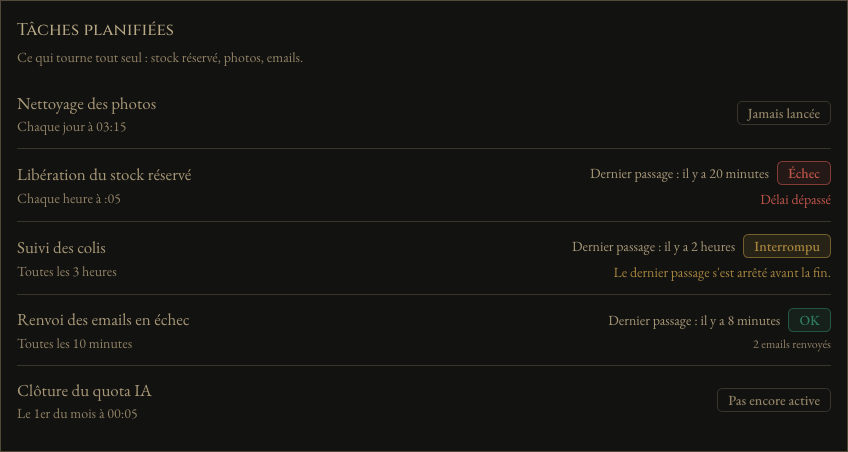 Tâches planifiées
Ce qui tourne tout seul : stock réservé, photos, emails.
Nettoyage des photos
Jamais lancée
Chaque jour à 03:15
Libération du stock réservé
Dernier passage : il y a 20 minutes
Échec
Chaque heure à :05
Délai dépassé
Suivi des colis
Dernier passage : il y a 2 heures
Interrompu
Toutes les 3 heures
Le dernier passage s'est arrêté avant la fin.
Renvoi des emails en échec
Dernier passage : il y a 8 minutes
OK
Toutes les 10 minutes
2 emails renvoyés
Clôture du quota IA
Pas encore active
Le 1er du mois à 00:05